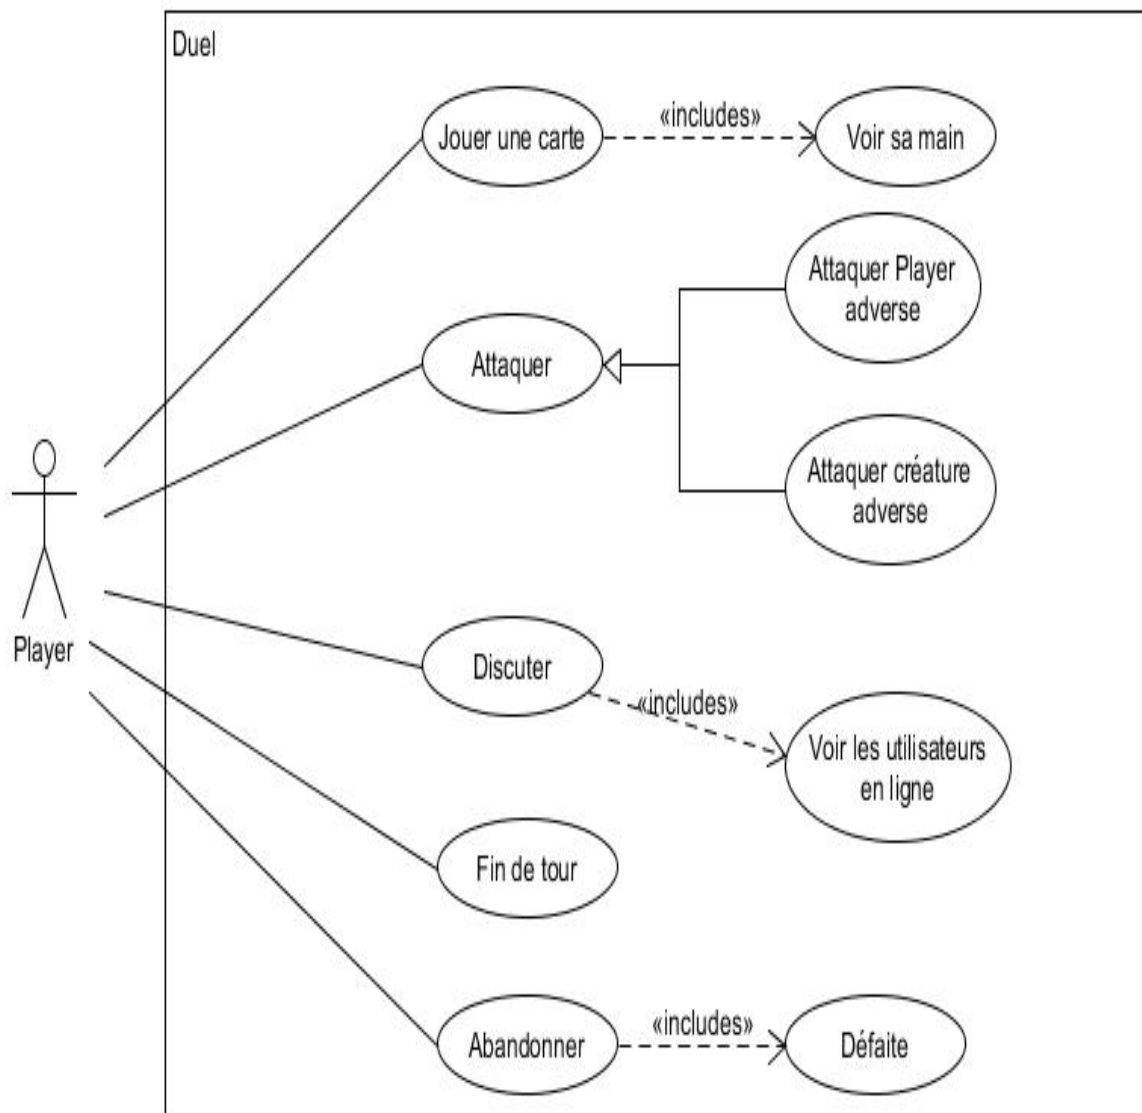 Duel
Jouer une carte
«includes»
Voir sa main
Attaquer Player
adverse
Attaquer
Attaquer créature
adverse
Player
Discuter
«includes»
Voir les utilisateurs
en ligne
Fin de tour
Abandonner
«includes»
Défaite